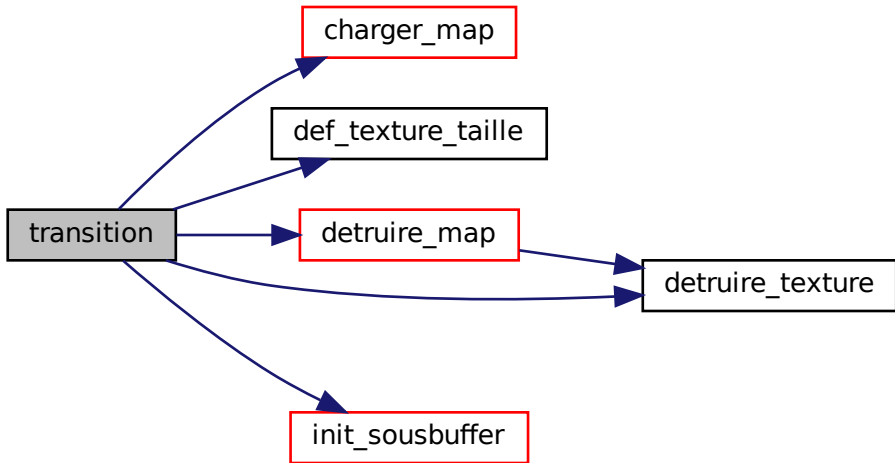 charger_map
def_texture_taille
transition
detruire_map
detruire_texture
init_sousbuffer